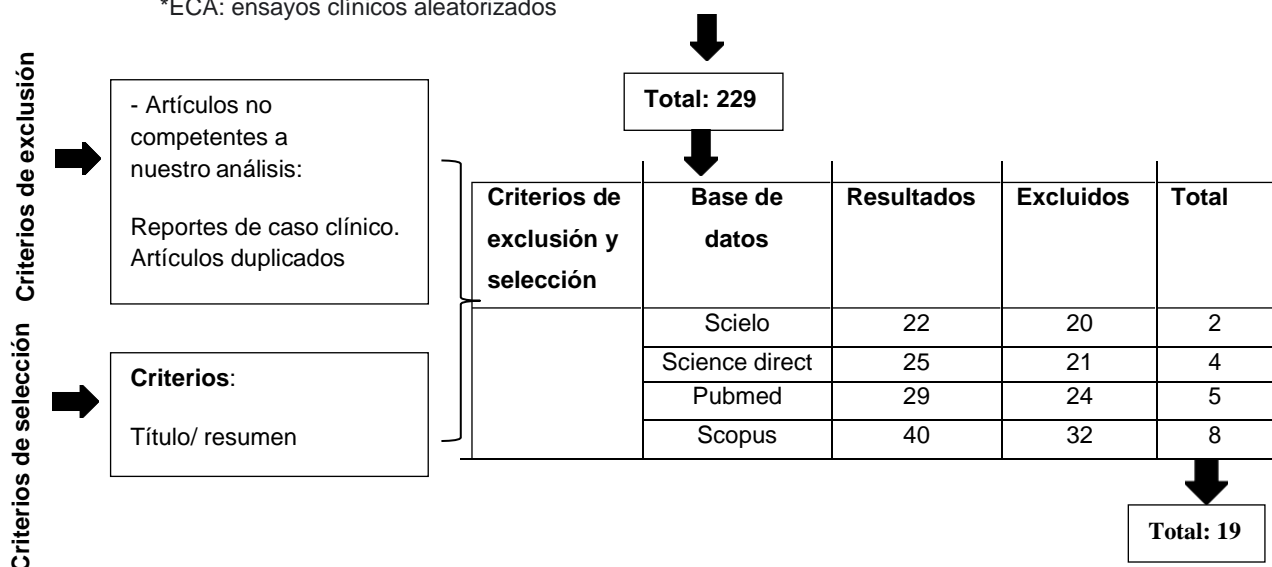 *ECA: ensayos clínicos aleatorizados
Total: 229
Criterios de exclusión
- Artículos no
competentes a
nuestro análisis:
Reportes de caso clínico.
Artículos duplicados
Criterios de selección
Criterios:
Título/ resumen
Criterios de
exclusión y
selección
Base de
datos
Resultados
Excluidos
Total
Scielo 22 20 2
Science direct 25 21 4
Pubmed 29 24 5
Scopus 40 32 8
Total: 19